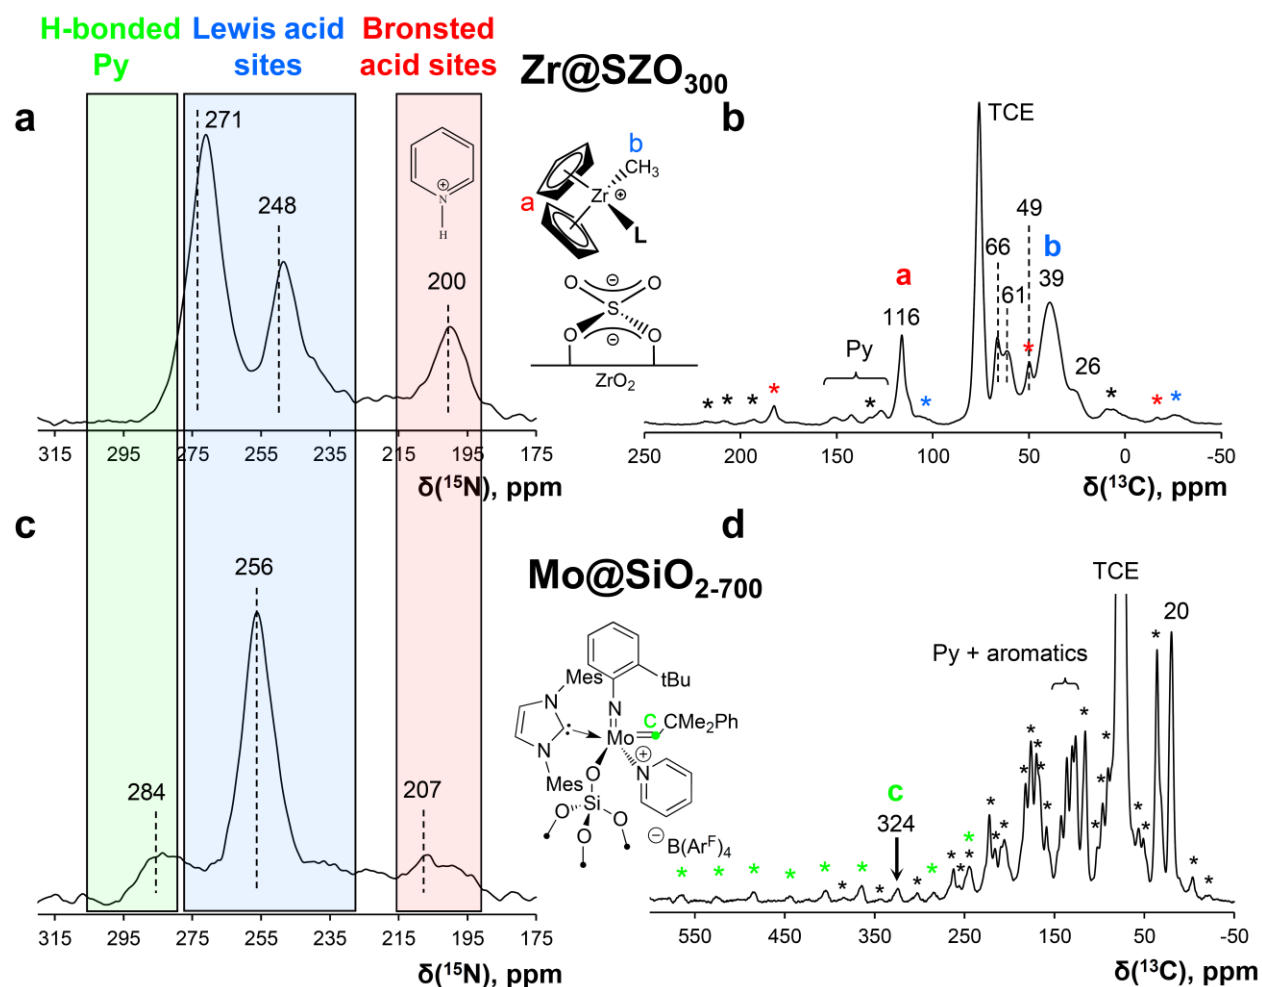 H-bonded Py
Lewis acid sites
Bronsted acid sites
Zr@SZO300
a
271
248
200
⊕
N
H
315 295 275 255 235 215 195 175
δ(15N), ppm
b
CH3
a
Zr
⊕
L
O ⊖ O
S
O ⊖ O
ZrO2
b
TCE
66
61
49
b
39
26
a
116
Py
* * * * * * * * * *
250 200 150 100 50 0 -50
δ(13C), ppm
c
284
256
207
315 295 275 255 235 215 195 175
δ(15N), ppm
Mo@SiO2-700
tBu
Mes
N
N
C
CMe2Ph
: Mo
N
⊕
N
Mes
O
Si
O O
O
⊖ B(ArF)4
d
TCE
20
Py + aromatics
c
324
550 450 350 250 150 50 -50
δ(13C), ppm